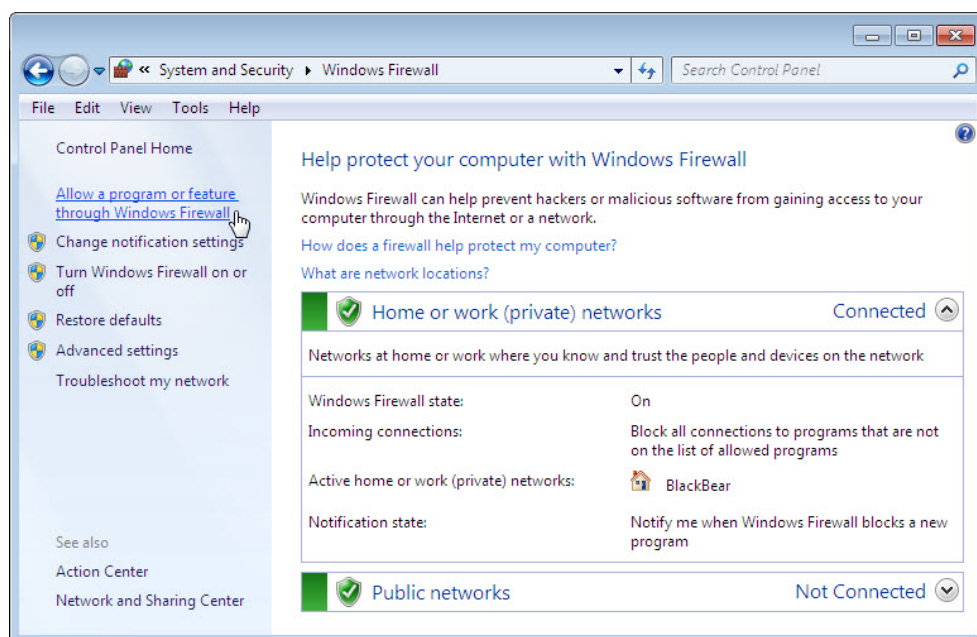 « System and Security ▸ Windows Firewall
Search Control Panel
File Edit View Tools Help
Control Panel Home
Allow a program or feature
through Windows Firewall
Change notification settings
Turn Windows Firewall on or
off
Restore defaults
Advanced settings
Troubleshoot my network
See also
Action Center
Network and Sharing Center
Help protect your computer with Windows Firewall
Windows Firewall can help prevent hackers or malicious software from gaining access to your
computer through the Internet or a network.
How does a firewall help protect my computer?
What are network locations?
Home or work (private) networks Connected
Networks at home or work where you know and trust the people and devices on the network
Windows Firewall state: On
Incoming connections: Block all connections to programs that are not
on the list of allowed programs
Active home or work (private) networks: BlackBear
Notification state: Notify me when Windows Firewall blocks a new
program
Public networks Not Connected